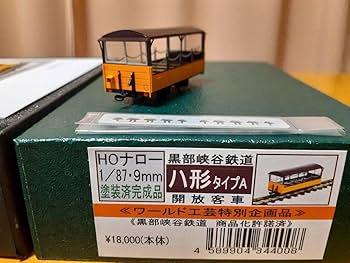 HOナロー
1/87・9mm
塗装済完成品
黒部峡谷鉄道
ハ形タイプA
開放客車
≪ワールド工芸特別企画品≫
《黒部峡谷鉄道 商品化許諾済》
¥18,000(本体)
4 589904 344008